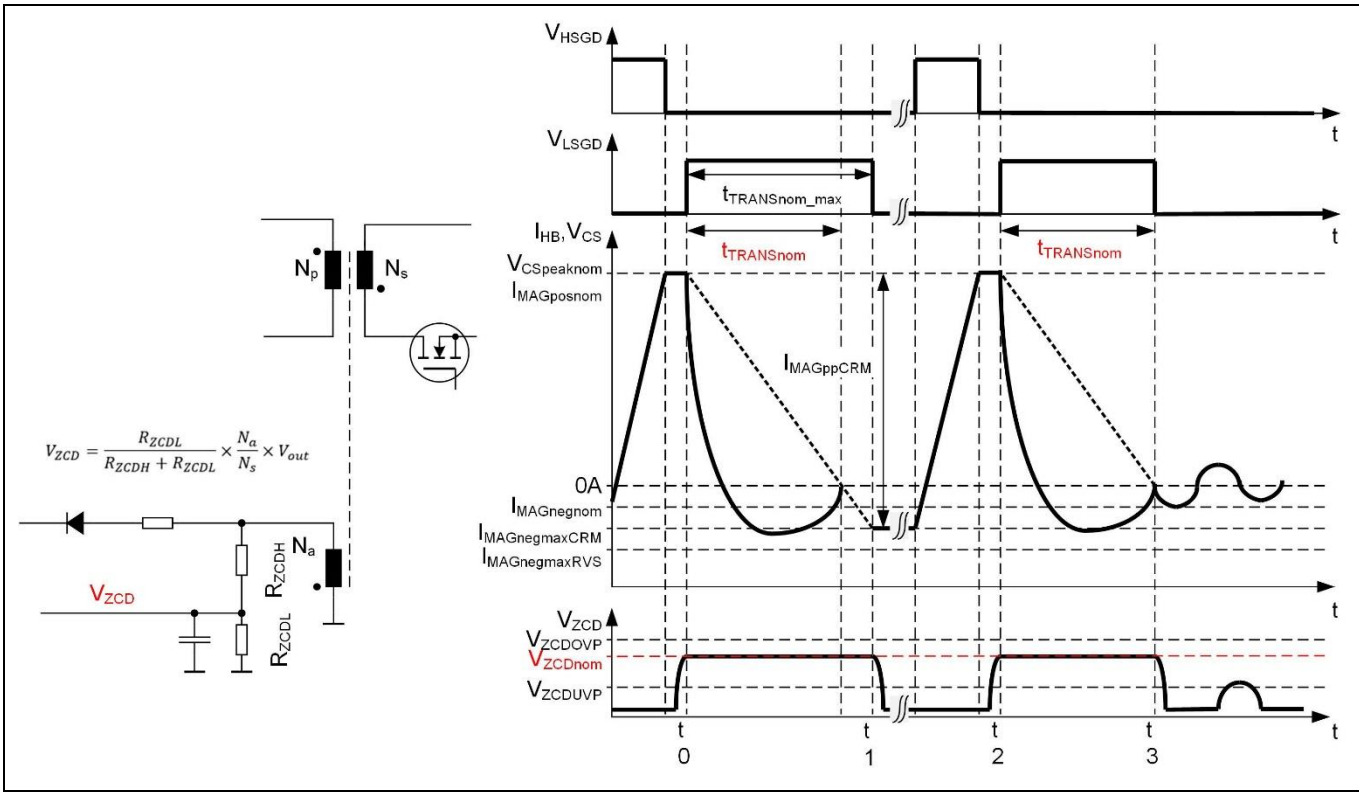 V_HSGD
t
V_LSGD
t_TRANSnom_max
t
I_HB,V_CS
t_TRANSnom
t_TRANSnom
V_CSpeaknom
I_MAGposnom
N_p
N_s
I_MAGppCRM
V_ZCD = R_ZCDL / (R_ZCDH + R_ZCDL) × N_a / N_s × V_out
0A
I_MAGnegnom
I_MAGnegmaxCRM
I_MAGnegmaxRVS
t
R_ZCDH
N_a
V_ZCD
R_ZCDL
V_ZCD
V_ZCDOVP
V_ZCDnom
V_ZCDUVP
t
t t t t
0 1 2 3